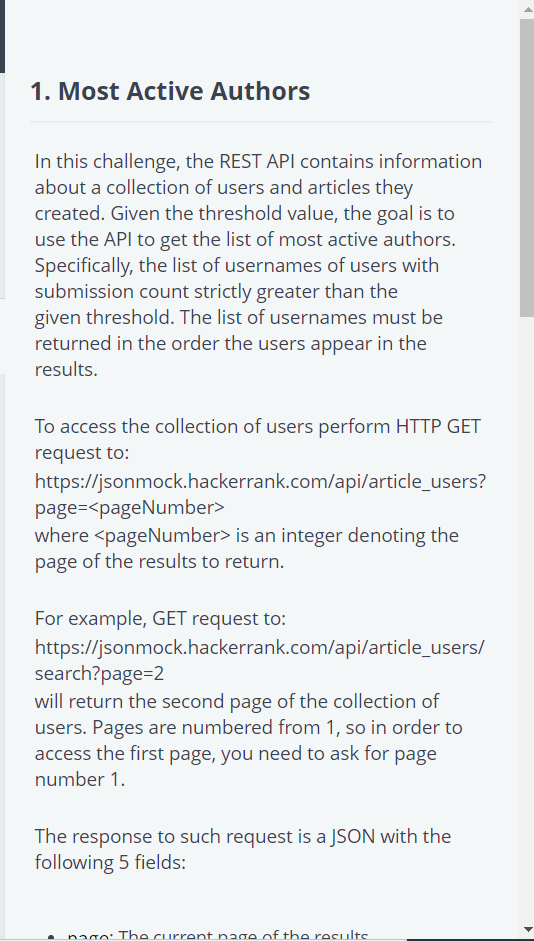 1. Most Active Authors
In this challenge, the REST API contains information
about a collection of users and articles they
created. Given the threshold value, the goal is to
use the API to get the list of most active authors.
Specifically, the list of usernames of users with
submission count strictly greater than the
given threshold. The list of usernames must be
returned in the order the users appear in the
results.
To access the collection of users perform HTTP GET
request to:
https://jsonmock.hackerrank.com/api/article_users?
page=<pageNumber>
where <pageNumber> is an integer denoting the
page of the results to return.
For example, GET request to:
https://jsonmock.hackerrank.com/api/article_users/
search?page=2
will return the second page of the collection of
users. Pages are numbered from 1, so in order to
access the first page, you need to ask for page
number 1.
The response to such request is a JSON with the
following 5 fields:
• page: The current page of the results